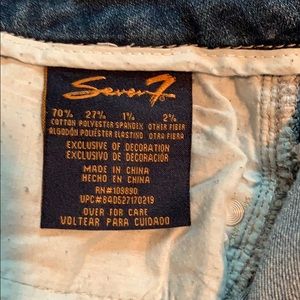 Seven7
70% 27% 1% 2%
COTTON POLYESTER SPANDEX OTHER FIBER
ALGODÓN POLIÉSTER ELASTINO OTRA FIBRA
EXCLUSIVE OF DECORATION
EXCLUSIVO DE DECORACIÓN
MADE IN CHINA
HECHO EN CHINA
RN#109890
UPC#840527170219
OVER FOR CARE
VOLTEAR PARA CUIDADO